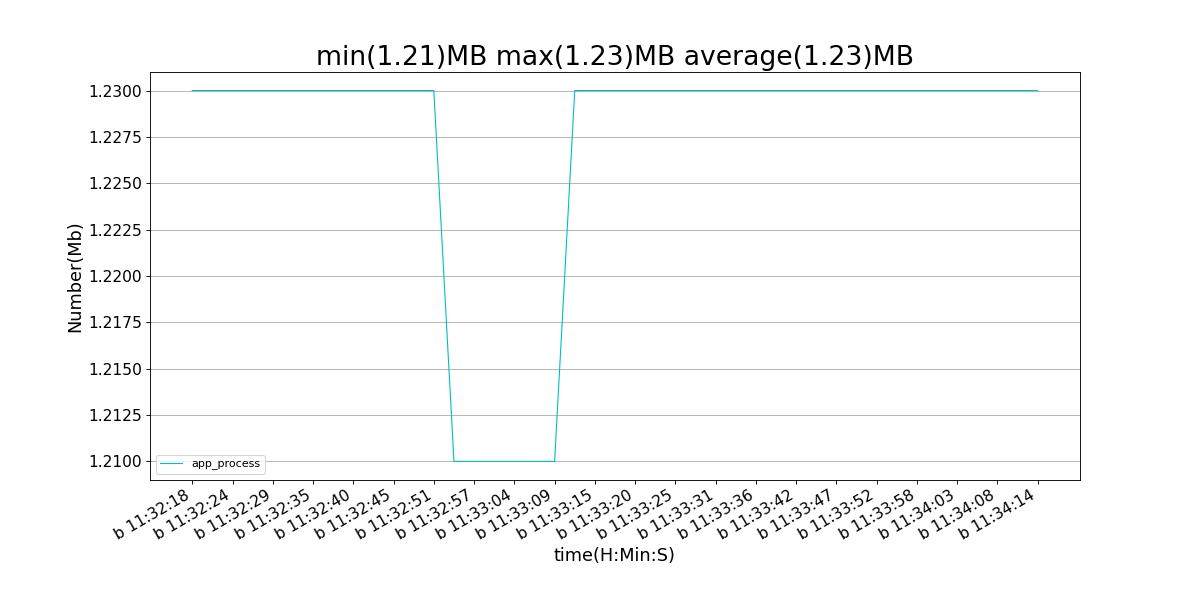 min(1.21)MB max(1.23)MB average(1.23)MB
1.2300
1.2275
1.2250
1.2225
1.2200
1.2175
1.2150
1.2125
1.2100
Number(Mb)
app_process
b 11:32:18
b 11:32:24
b 11:32:29
b 11:32:35
b 11:32:40
b 11:32:45
b 11:32:51
b 11:32:57
b 11:33:04
b 11:33:09
b 11:33:15
b 11:33:20
b 11:33:25
b 11:33:31
b 11:33:36
b 11:33:42
b 11:33:47
b 11:33:52
b 11:33:58
b 11:34:03
b 11:34:08
b 11:34:14
time(H:Min:S)